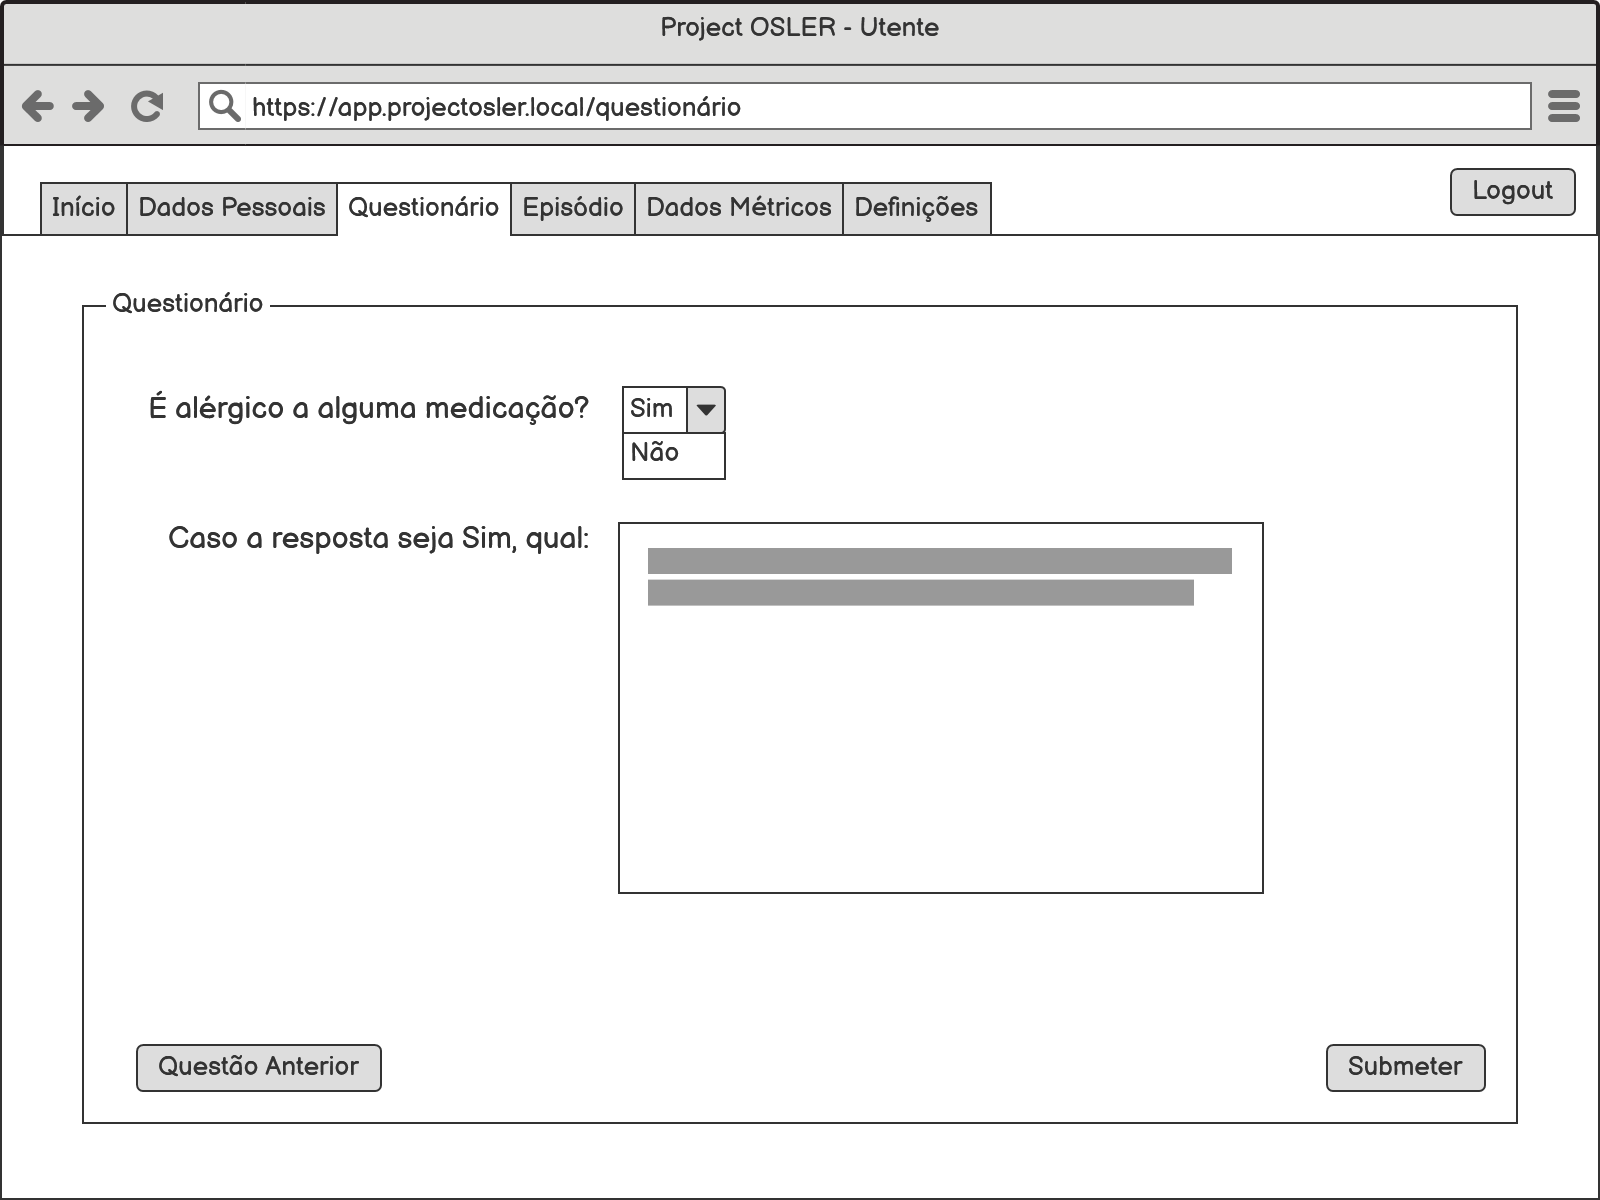 Project OSLER - Utente
https://app.projectosler.local/questionário
Logout
Início Dados Pessoais Questionário Episódio Dados Métricos Definições
Questionário
É alérgico a alguma medicação? Sim
Não
Caso a resposta seja Sim, qual:
Questão Anterior Submeter